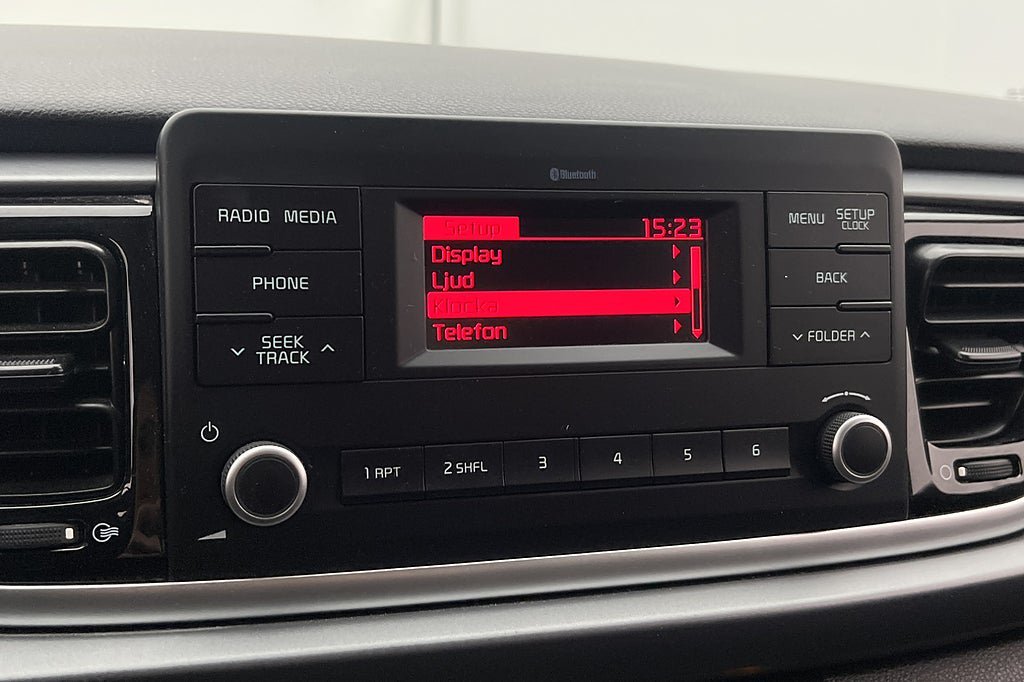 Bluetooth
RADIO MEDIA
PHONE
SEEK
TRACK
Setup 15:23
Display
Ljud
Klocka
Telefon
MENU SETUP
CLOCK
BACK
FOLDER
1 RPT 2 SHFL 3 4 5 6